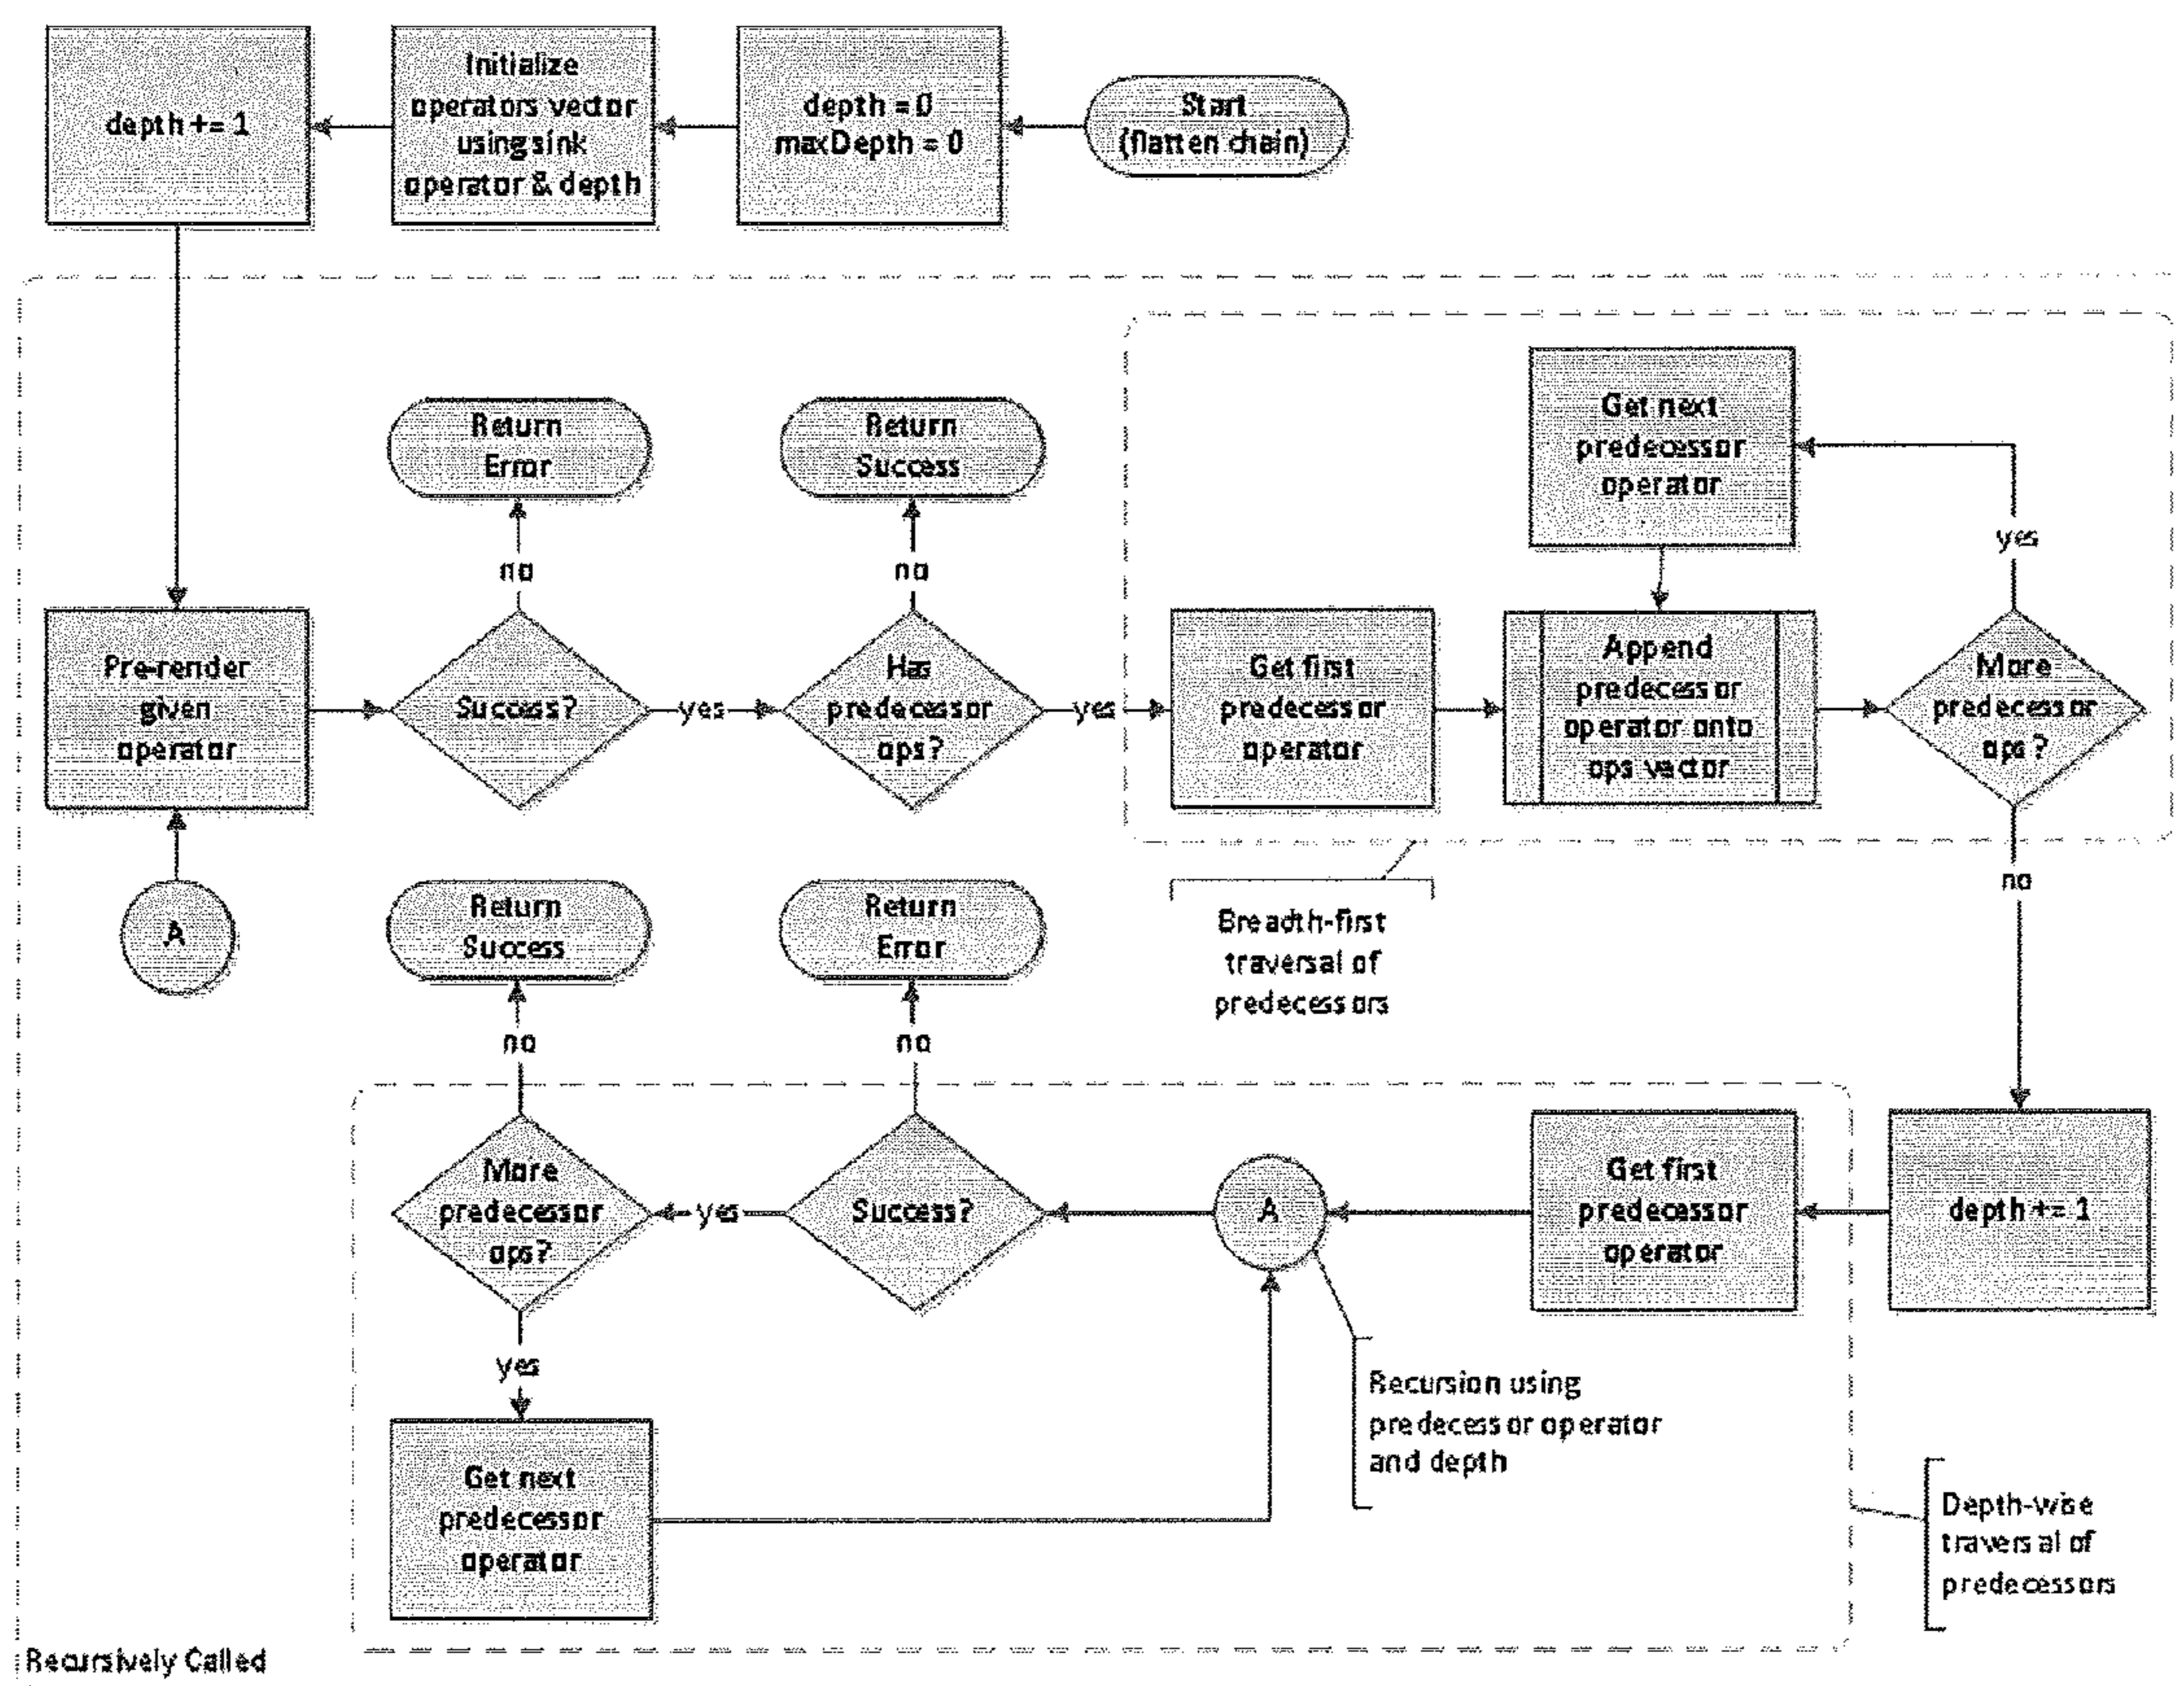 depth += 1
Initialize
operators vector
using sink
operator & depth
depth = 0
maxDepth = 0
Start
(flatten chain)
Return
Error
Return
Success
Get next
predecessor
operator
yes
no
no
Pre-render
given
operator
Success?
yes
Has
predecessor
ops?
yes
Get first
predecessor
operator
Append
predecessor
operator onto
ops vector
More
predecessor
ops?
no
A
Return
Success
Return
Error
Breadth-first
traversal of
predecessors
no
no
More
predecessor
ops?
yes
Success?
A
Get first
predecessor
operator
depth += 1
yes
Recursion using
predecessor operator
and depth
Get next
predecessor
operator
Depth-wise
traversal of
predecessors
Recursively Called